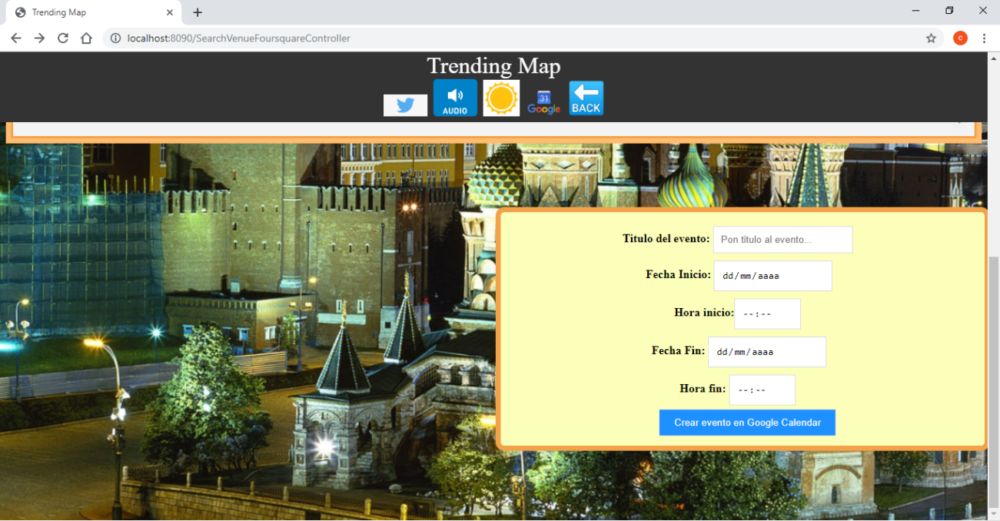 Trending Map
localhost:8090/SearchVenueFoursquareController
c
Trending Map
AUDIO
31
Google
BACK
Titulo del evento: Pon titulo al evento...
Fecha Inicio: dd/mm/aaaa
Hora inicio: --:--
Fecha Fin: dd/mm/aaaa
Hora fin: --:--
Crear evento en Google Calendar